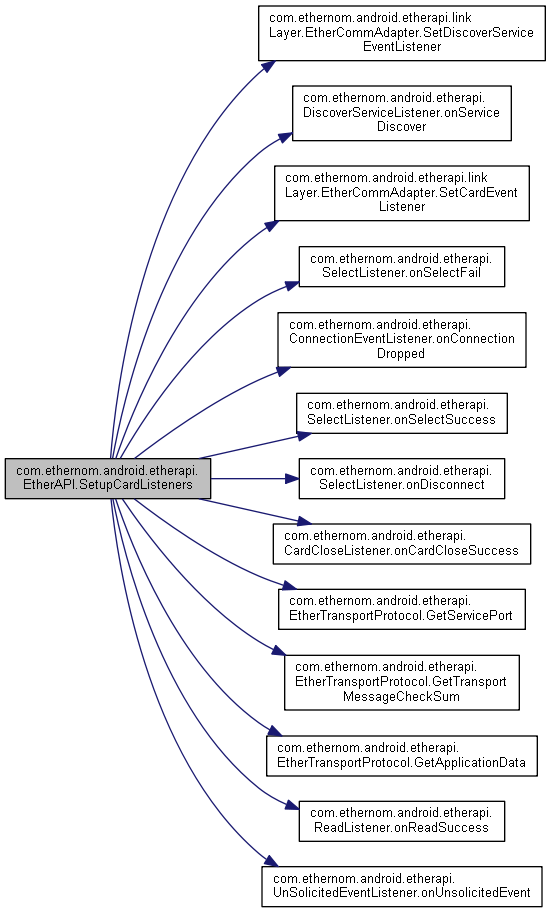 com.ethernom.android.etherapi.link
Layer.EtherCommAdapter.SetDiscoverService
EventListener
com.ethernom.android.etherapi.
DiscoverServiceListener.onService
Discover
com.ethernom.android.etherapi.link
Layer.EtherCommAdapter.SetCardEvent
Listener
com.ethernom.android.etherapi.
SelectListener.onSelectFail
com.ethernom.android.etherapi.
ConnectionEventListener.onConnection
Dropped
com.ethernom.android.etherapi.
SelectListener.onSelectSuccess
com.ethernom.android.etherapi.
EtherAPI.SetupCardListeners
com.ethernom.android.etherapi.
SelectListener.onDisconnect
com.ethernom.android.etherapi.
CardCloseListener.onCardCloseSuccess
com.ethernom.android.etherapi.
EtherTransportProtocol.GetServicePort
com.ethernom.android.etherapi.
EtherTransportProtocol.GetTransport
MessageCheckSum
com.ethernom.android.etherapi.
EtherTransportProtocol.GetApplicationData
com.ethernom.android.etherapi.
ReadListener.onReadSuccess
com.ethernom.android.etherapi.
UnSolicitedEventListener.onUnsolicitedEvent